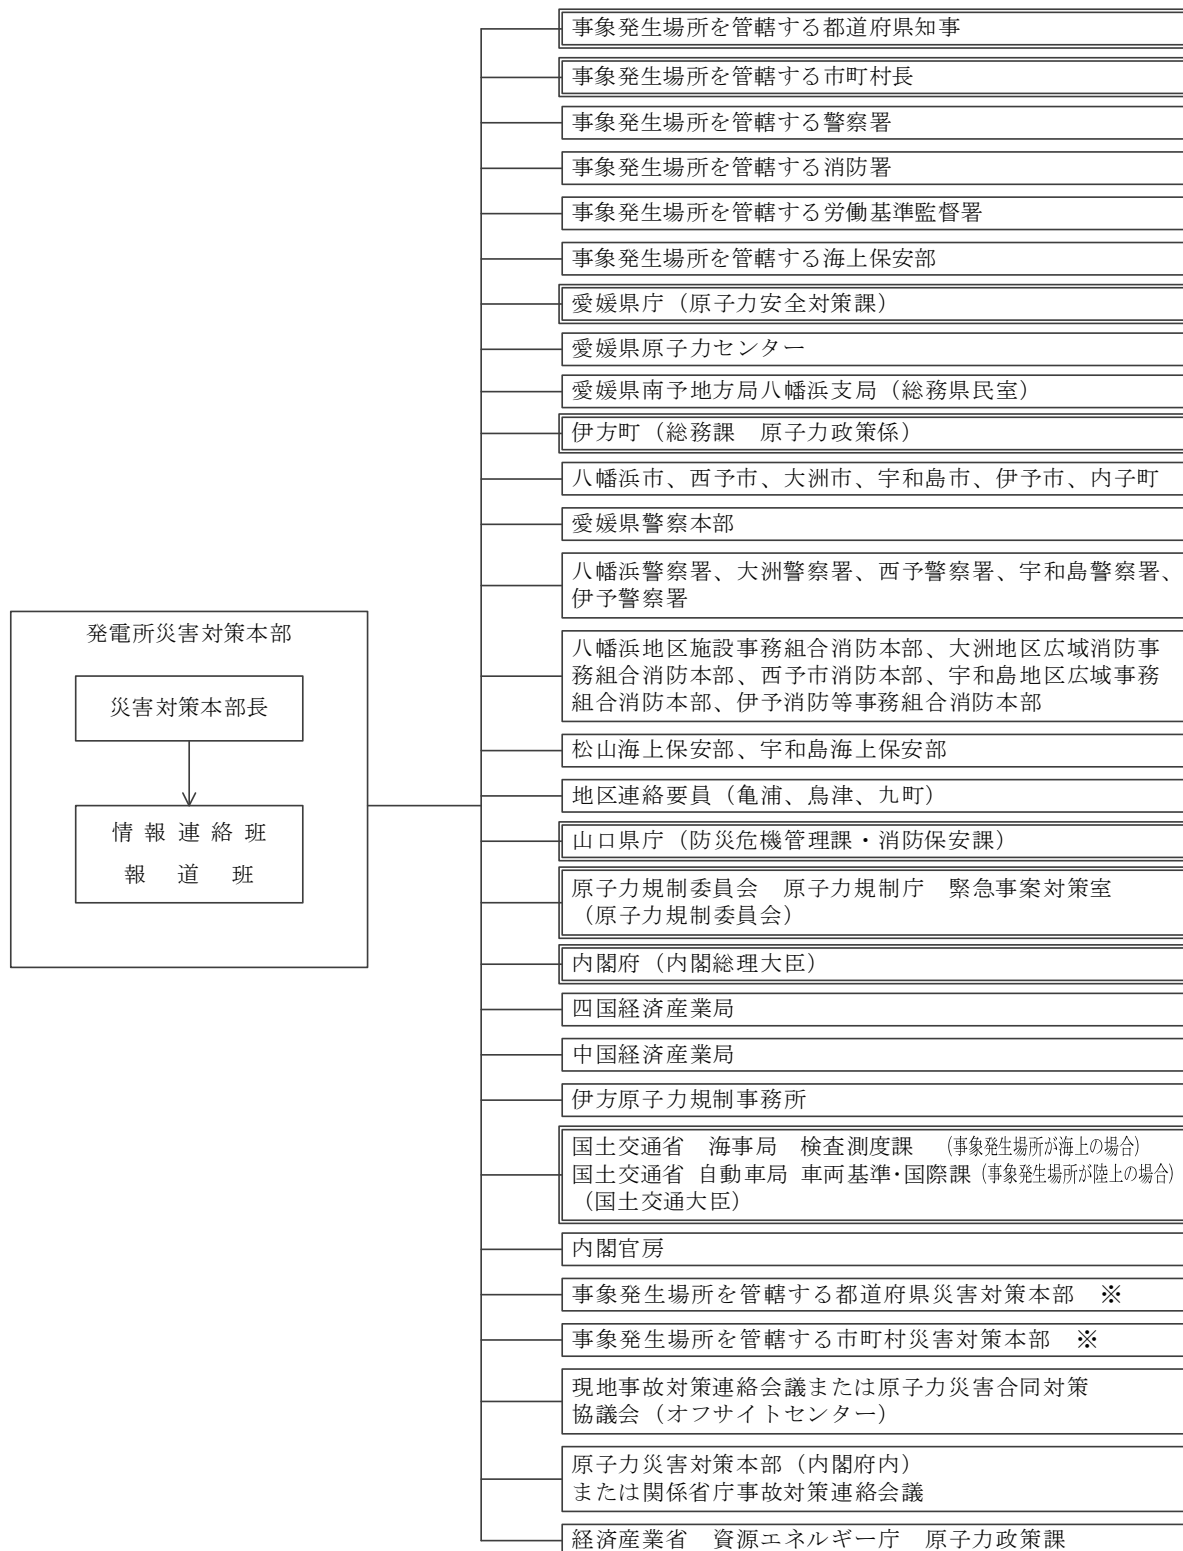 事象発生場所を管轄する都道府県知事
事象発生場所を管轄する市町村長
事象発生場所を管轄する警察署
事象発生場所を管轄する消防署
事象発生場所を管轄する労働基準監督署
事象発生場所を管轄する海上保安部
愛媛県庁（原子力安全対策課）
愛媛県原子力センター
愛媛県南予地方局八幡浜支局（総務県民室）
伊方町（総務課　原子力政策係）
八幡浜市、西予市、大洲市、宇和島市、伊予市、内子町
愛媛県警察本部
八幡浜警察署、大洲警察署、西予警察署、宇和島警察署、
伊予警察署
発電所災害対策本部
災害対策本部長
情報連絡班
報道班
八幡浜地区施設事務組合消防本部、大洲地区広域消防事
務組合消防本部、西予市消防本部、宇和島地区広域事務
組合消防本部、伊予消防等事務組合消防本部
松山海上保安部、宇和島海上保安部
地区連絡要員（亀浦、鳥津、九町）
山口県庁（防災危機管理課・消防保安課）
原子力規制委員会　原子力規制庁　緊急事案対策室
（原子力規制委員会）
内閣府（内閣総理大臣）
四国経済産業局
中国経済産業局
伊方原子力規制事務所
国土交通省　海事局　検査測度課　（事象発生場所が海上の場合）
国土交通省 自動車局 車両基準・国際課（事象発生場所が陸上の場合）
（国土交通大臣）
内閣官房
事象発生場所を管轄する都道府県災害対策本部　※
事象発生場所を管轄する市町村災害対策本部　※
現地事故対策連絡会議または原子力災害合同対策
協議会（オフサイトセンター）
原子力災害対策本部（内閣府内）
または関係省庁事故対策連絡会議
経済産業省　資源エネルギー庁　原子力政策課